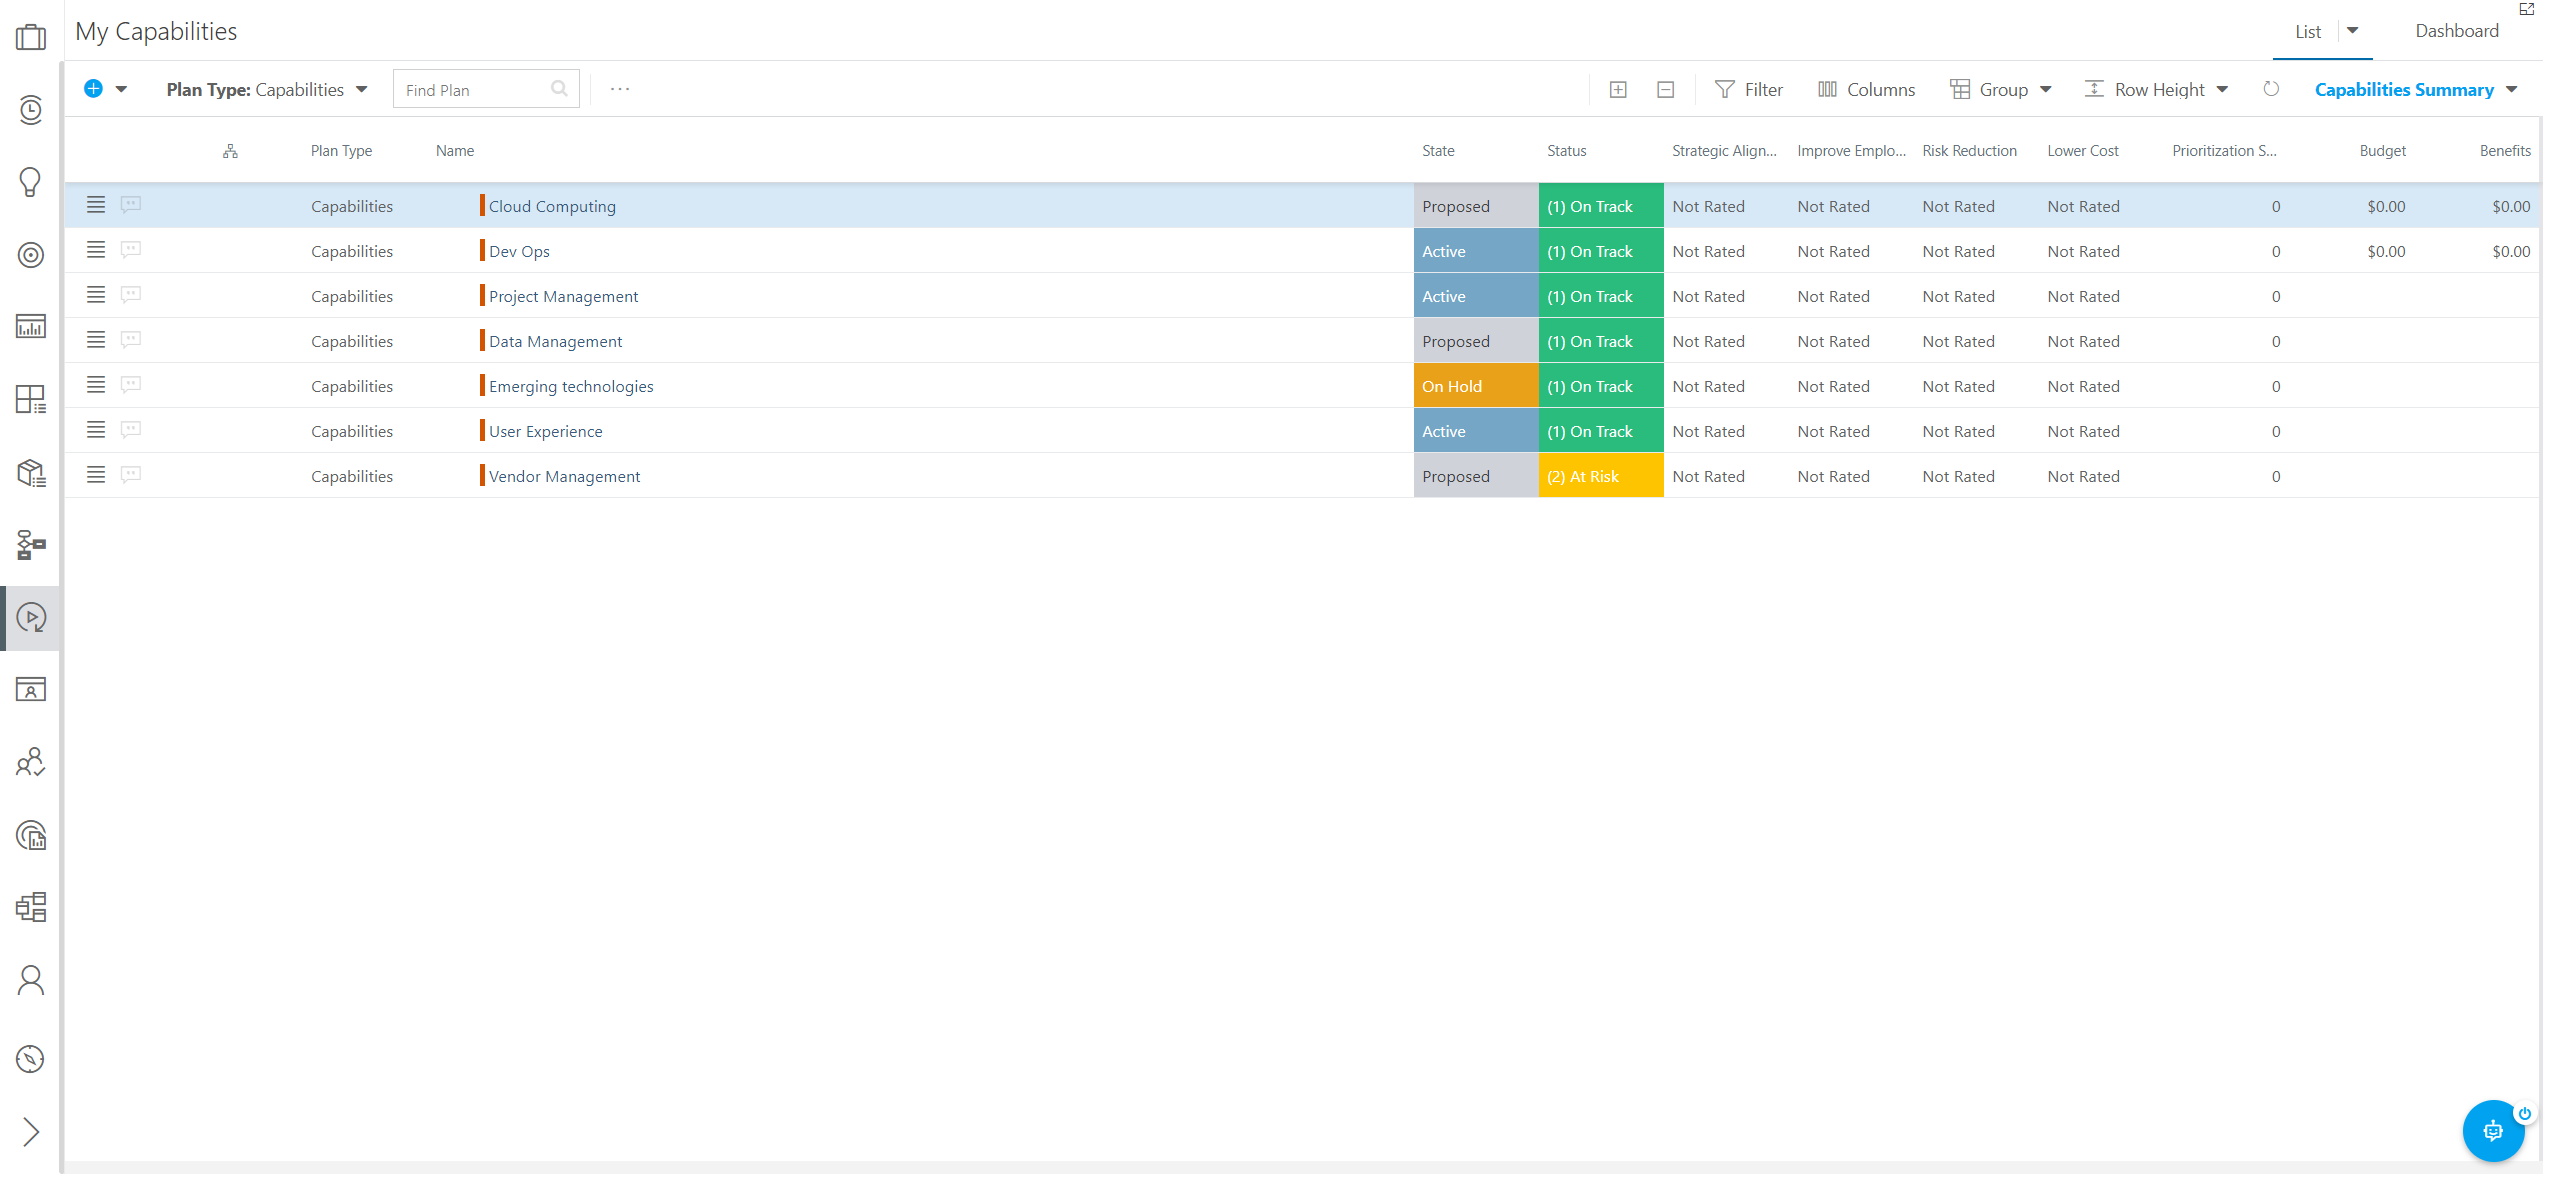 My Capabilities
List
Dashboard
Plan Type: Capabilities
Find Plan
...
Filter
Columns
Group
Row Height
Capabilities Summary
Plan Type Name State Status Strategic Align... Improve Emplo... Risk Reduction Lower Cost Prioritization S... Budget Benefits
Capabilities Cloud Computing Proposed (1) On Track Not Rated Not Rated Not Rated Not Rated 0 $0.00 $0.00
Capabilities Dev Ops Active (1) On Track Not Rated Not Rated Not Rated Not Rated 0 $0.00 $0.00
Capabilities Project Management Active (1) On Track Not Rated Not Rated Not Rated Not Rated 0
Capabilities Data Management Proposed (1) On Track Not Rated Not Rated Not Rated Not Rated 0
Capabilities Emerging technologies On Hold (1) On Track Not Rated Not Rated Not Rated Not Rated 0
Capabilities User Experience Active (1) On Track Not Rated Not Rated Not Rated Not Rated 0
Capabilities Vendor Management Proposed (2) At Risk Not Rated Not Rated Not Rated Not Rated 0